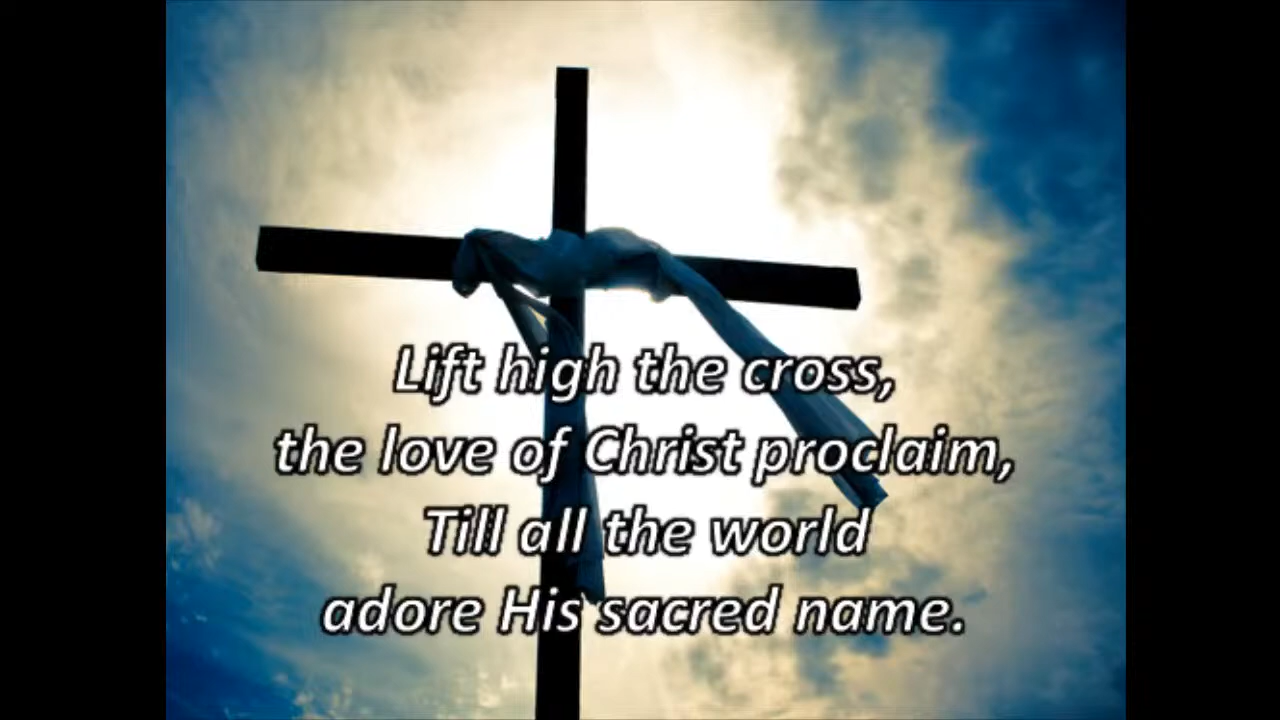 Lift high the cross,
the love of Christ proclaim,
Till all the world
adore His sacred name.